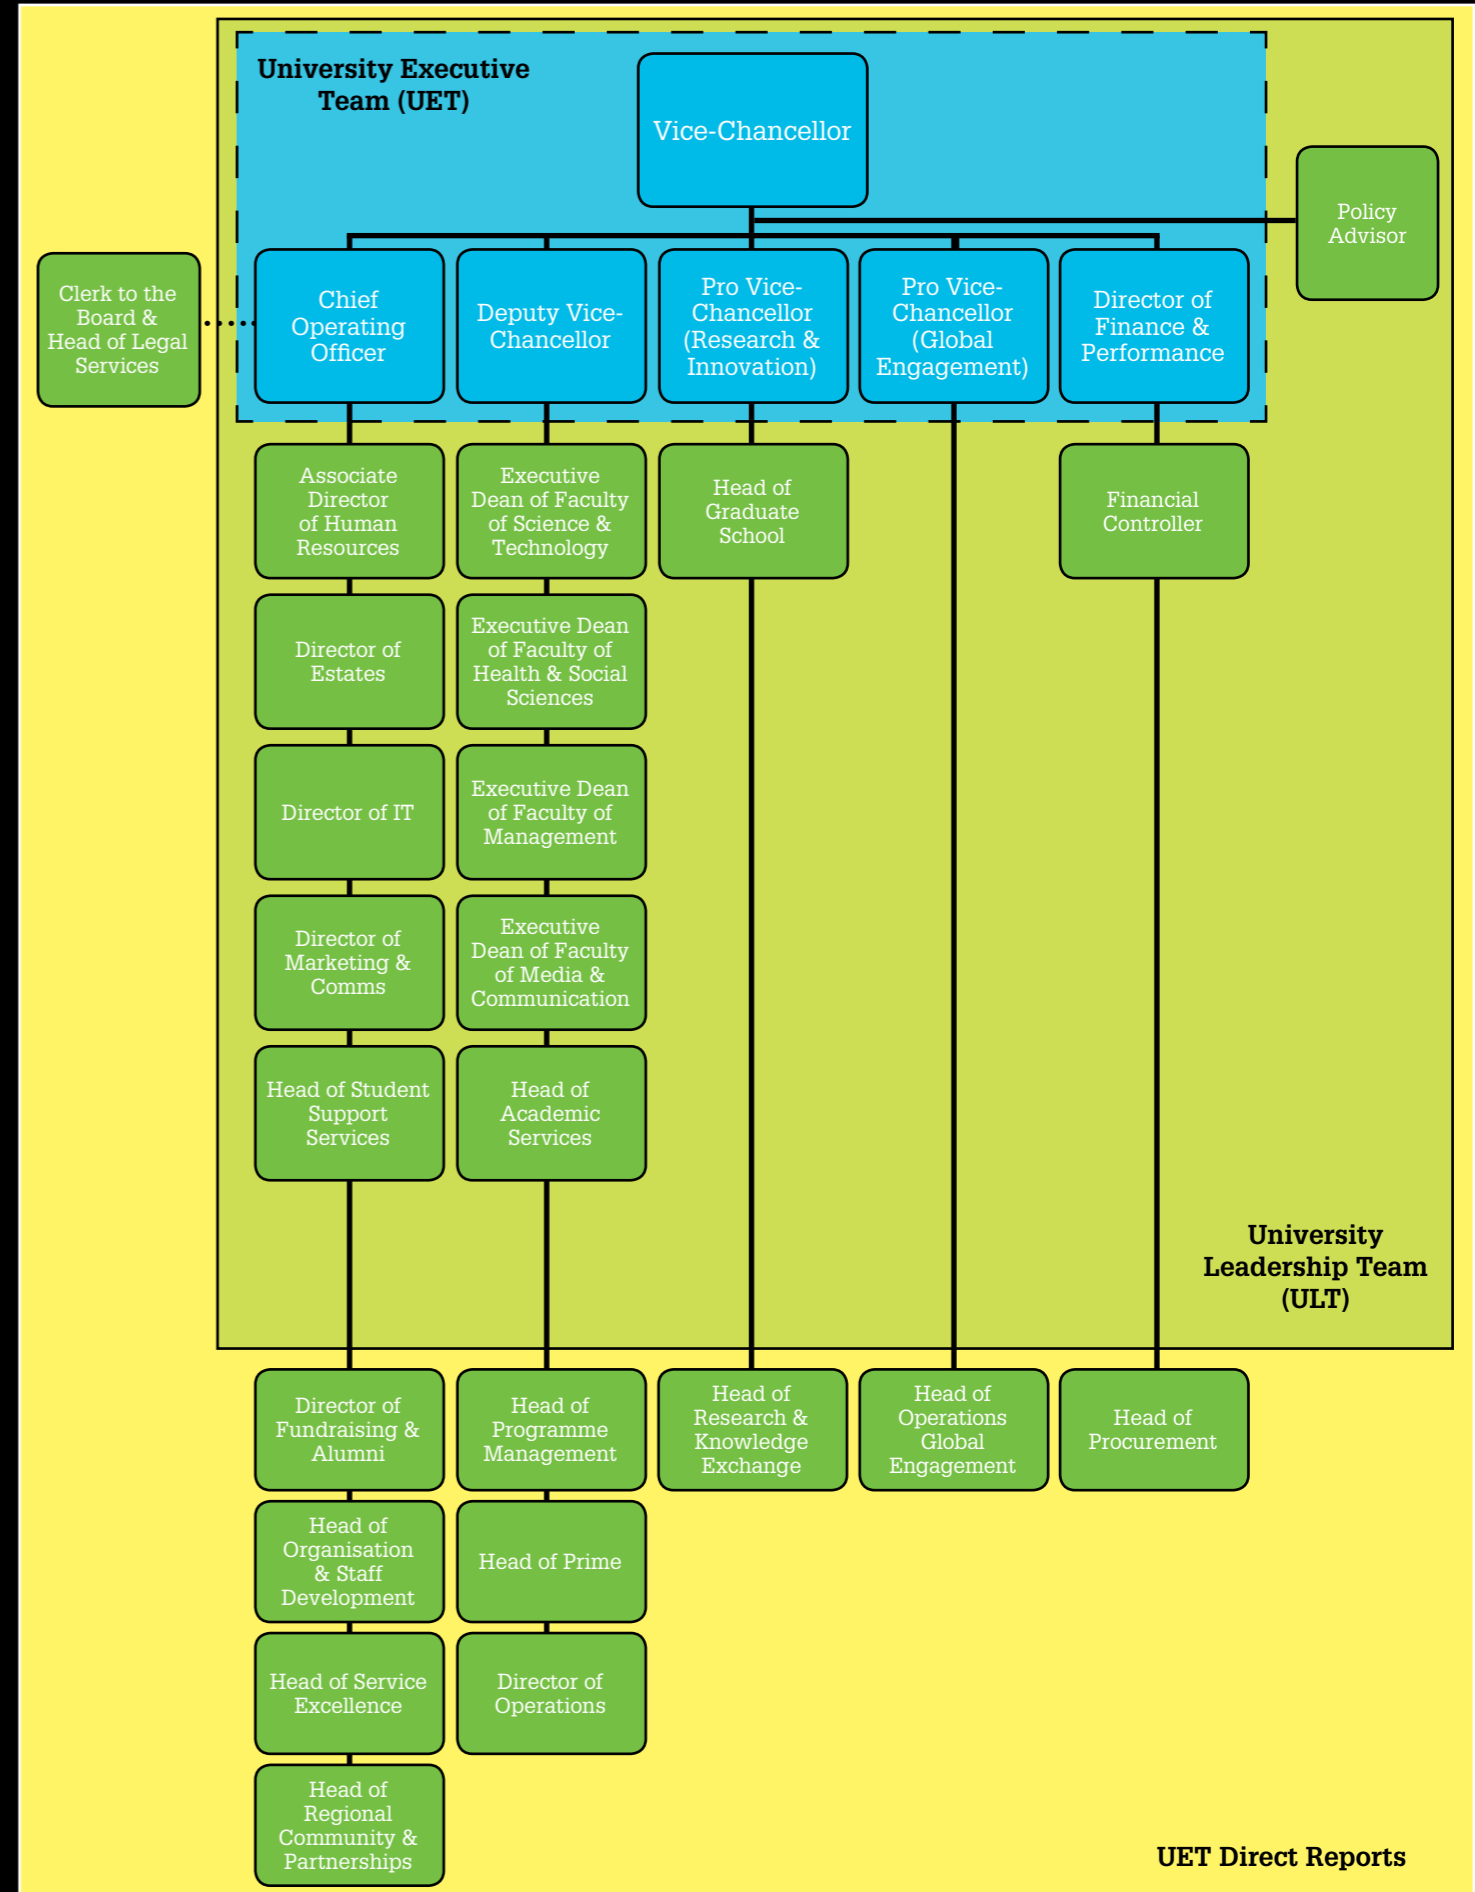 University Executive
Team (UET)
Vice-Chancellor
Policy
Advisor
Clerk to the
Board &
Head of Legal
Services
Chief
Operating
Officer
Deputy Vice-
Chancellor
Pro Vice-
Chancellor
(Research &
Innovation)
Pro Vice-
Chancellor
(Global
Engagement)
Director of
Finance &
Performance
Associate
Director
of Human
Resources
Executive
Dean of Faculty
of Science &
Technology
Head of
Graduate
School
Financial
Controller
Director of
Estates
Executive Dean
of Faculty of
Health & Social
Sciences
Director of IT
Executive Dean
of Faculty of
Management
Director of
Marketing &
Comms
Executive
Dean of Faculty
of Media &
Communication
Head of Student
Support
Services
Head of
Academic
Services
University
Leadership Team
(ULT)
Director of
Fundraising &
Alumni
Head of
Programme
Management
Head of
Research &
Knowledge
Exchange
Head of
Operations
Global
Engagement
Head of
Procurement
Head of
Organisation
& Staff
Development
Head of Prime
Head of Service
Excellence
Director of
Operations
Head of
Regional
Community &
Partnerships
UET Direct Reports